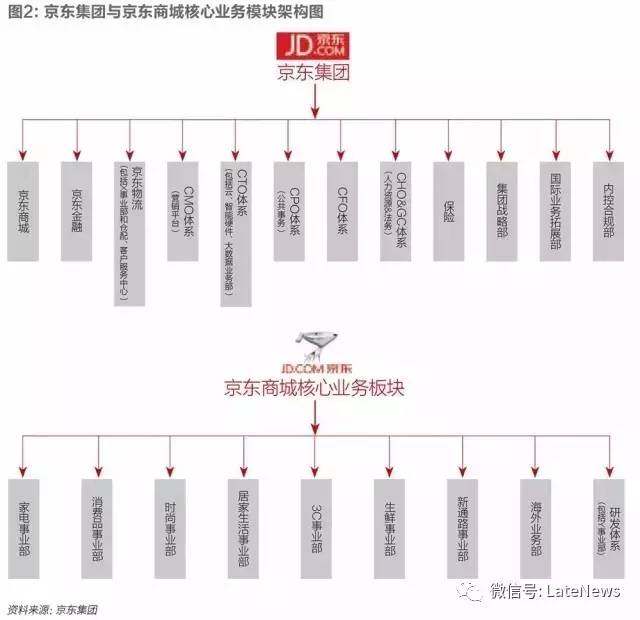 图2: 京东集团与京东商城核心业务模块架构图
JD.COM 京东
京东集团
京东商城
京东金融
京东物流
(包括X事业部和仓配、客户服务中心)
CMO体系
(营销平台)
CTO体系
(包括云、智能硬件、大数据业务部)
CPO体系
(公共事务)
CFO体系
CHO&GC体系
(人力资源&法务)
保险
集团战略部
国际业务拓展部
内控合规部
JD.COM 京东
京东商城核心业务板块
家电事业部
消费品事业部
时尚事业部
居家生活事业部
3C事业部
生鲜事业部
新通路事业部
海外业务部
研发体系
(包括Y事业部)
微信号: LateNews
资料来源: 京东集团